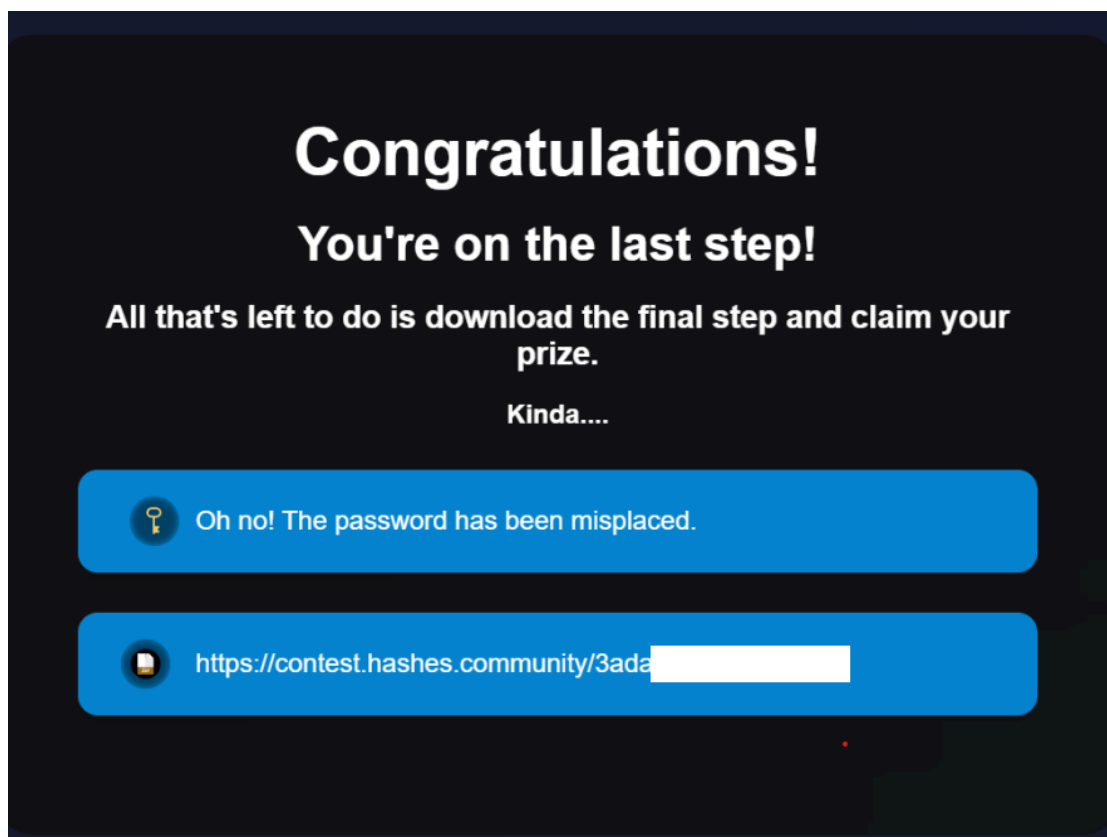 Congratulations!
You're on the last step!
All that's left to do is download the final step and claim your
prize.
Kinda....
Oh no! The password has been misplaced.
https://contest.hashes.community/3ada